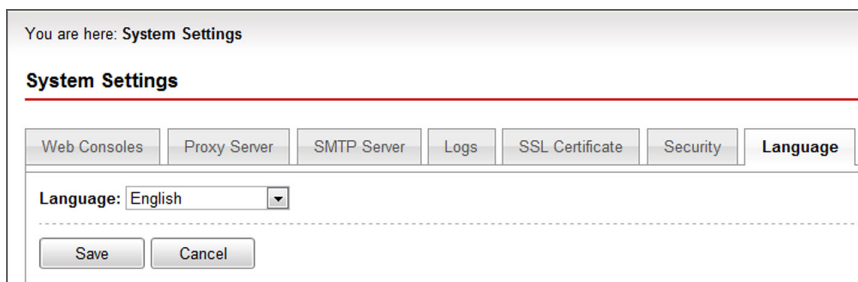 You are here: System Settings
System Settings
Web Consoles Proxy Server SMTP Server Logs SSL Certificate Security Language
Language: English
Save Cancel